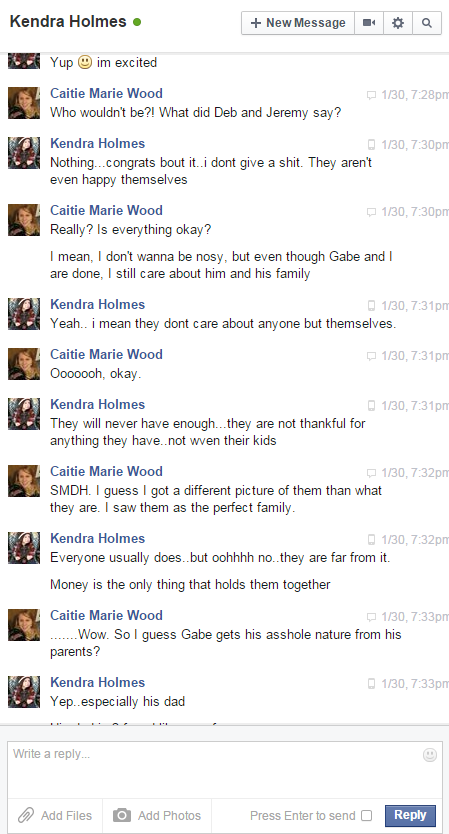 Kendra Holmes
New Message
Yup im excited
Caitie Marie Wood 1/30, 7:28pm
Who wouldn't be?! What did Deb and Jeremy say?
Kendra Holmes 1/30, 7:30pm
Nothing...congrats bout it..i dont give a shit. They aren't
even happy themselves
Caitie Marie Wood 1/30, 7:30pm
Really? Is everything okay?
I mean, I don't wanna be nosy, but even though Gabe and I
are done, I still care about him and his family
Kendra Holmes 1/30, 7:31pm
Yeah.. i mean they dont care about anyone but themselves.
Caitie Marie Wood 1/30, 7:31pm
Ooooooh, okay.
Kendra Holmes 1/30, 7:31pm
They will never have enough...they are not thankful for
anything they have..not wven their kids
Caitie Marie Wood 1/30, 7:32pm
SMDH. I guess I got a different picture of them than what
they are. I saw them as the perfect family.
Kendra Holmes 1/30, 7:32pm
Everyone usually does..but oohhhh no..they are far from it.
Money is the only thing that holds them together
Caitie Marie Wood 1/30, 7:33pm
.......Wow. So I guess Gabe gets his asshole nature from his
parents?
Kendra Holmes 1/30, 7:33pm
Yep..especially his dad
Write a reply...
Add Files Add Photos Press Enter to send Reply